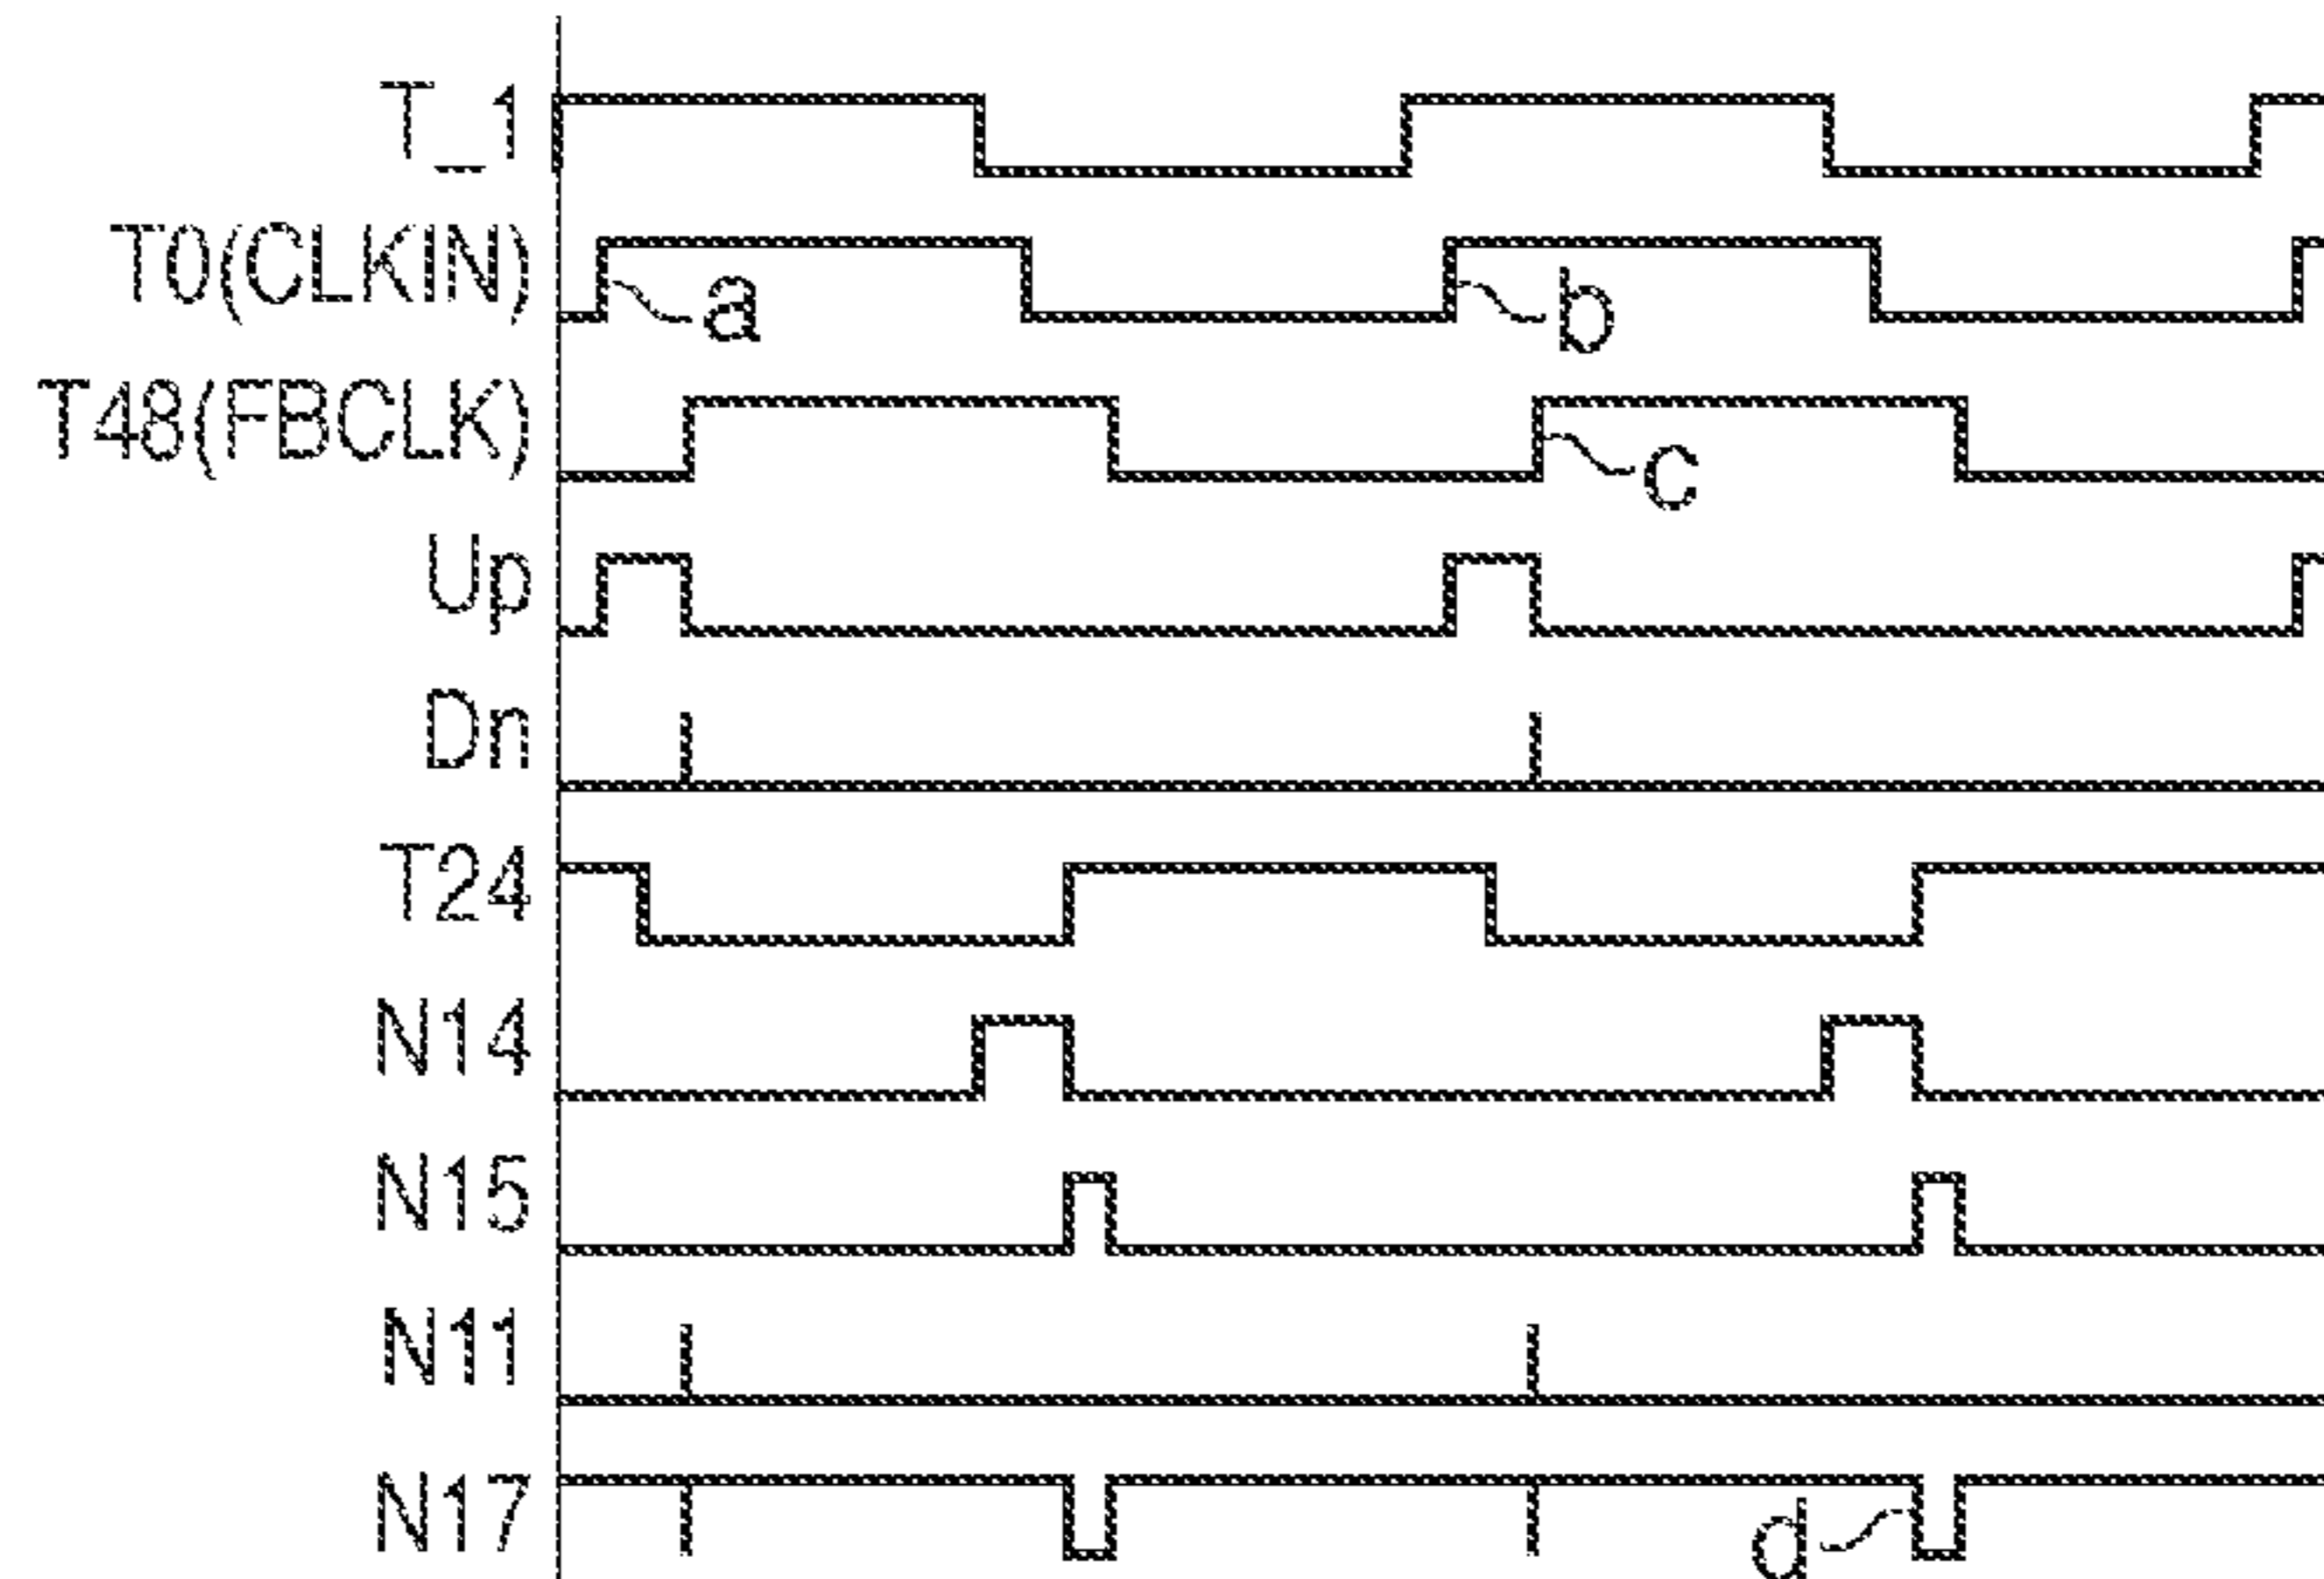 T_1
T0(CLKIN)
a
b
T48(FBCLK)
c
Up
Dn
T24
N14
N15
N11
N17
d